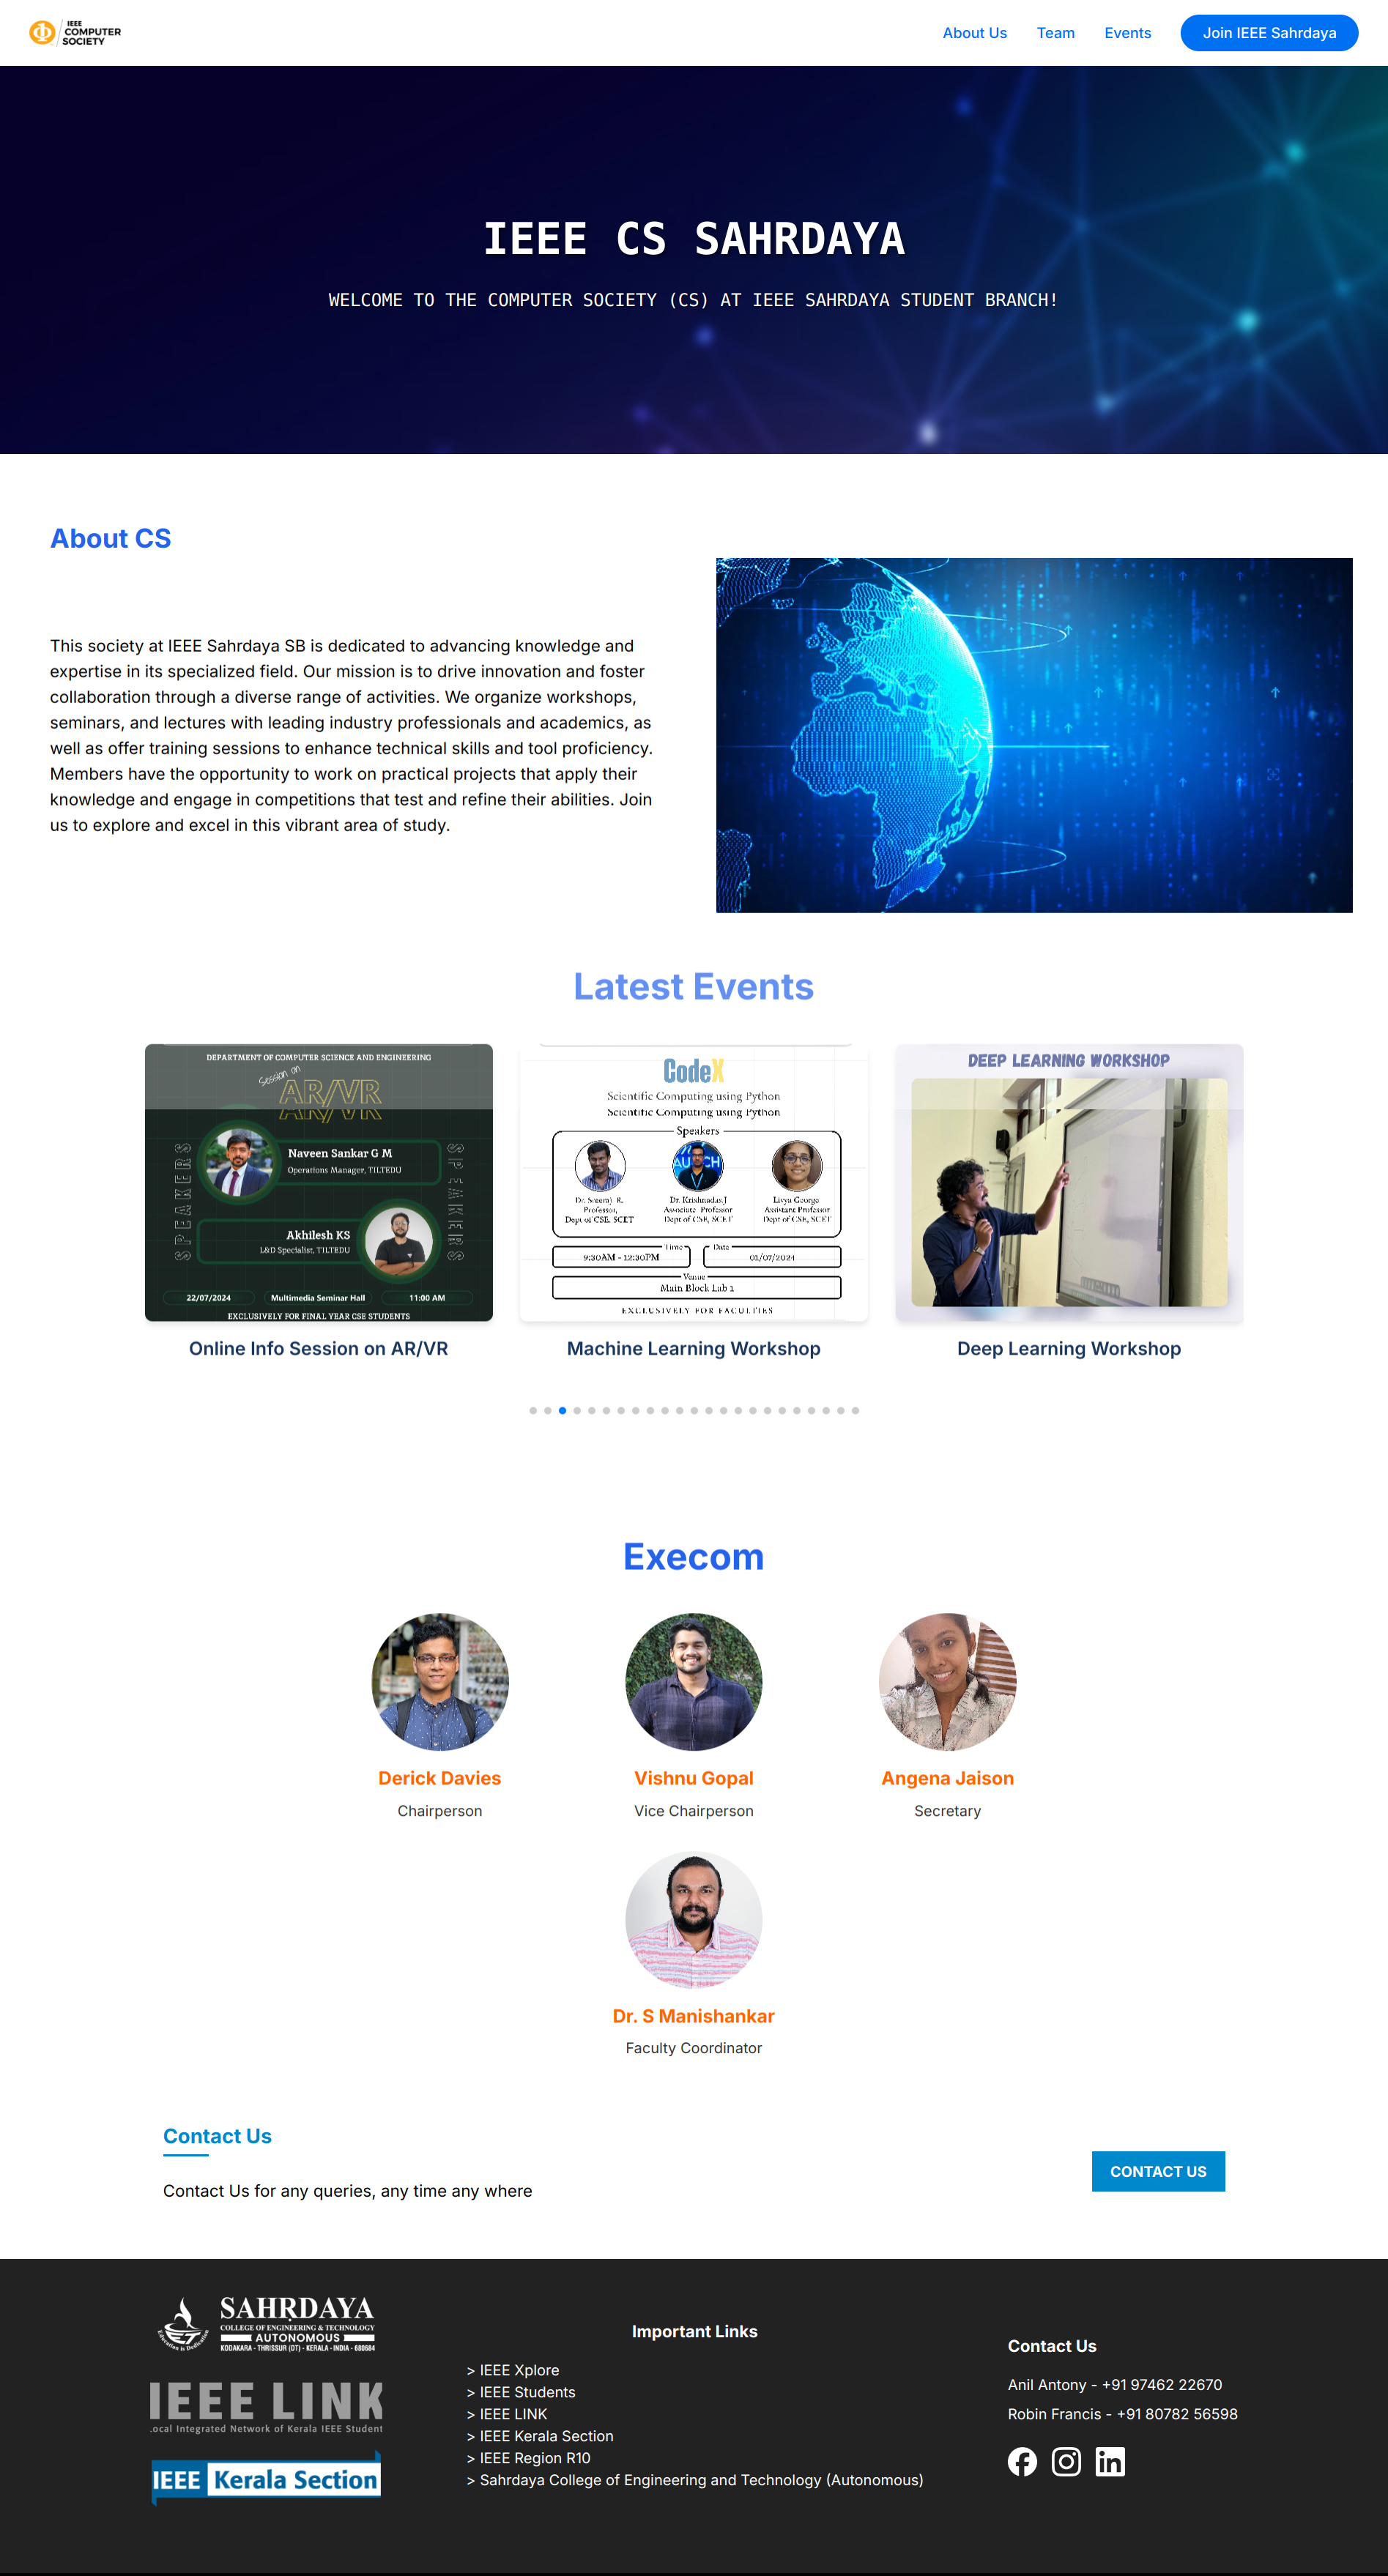 IEEE
COMPUTER
SOCIETY
About Us
Team
Events
Join IEEE Sahrdaya
IEEE CS SAHRDAYA
WELCOME TO THE COMPUTER SOCIETY (CS) AT IEEE SAHRDAYA STUDENT BRANCH!
About CS
This society at IEEE Sahrdaya SB is dedicated to advancing knowledge and
expertise in its specialized field. Our mission is to drive innovation and foster
collaboration through a diverse range of activities. We organize workshops,
seminars, and lectures with leading industry professionals and academics, as
well as offer training sessions to enhance technical skills and tool proficiency.
Members have the opportunity to work on practical projects that apply their
knowledge and engage in competitions that test and refine their abilities. Join
us to explore and excel in this vibrant area of study.
Latest Events
DEPARTMENT OF COMPUTER SCIENCE AND ENGINEERING
Session on
AR/VR
AR/VR
SPEAKERS
Naveen Sankar G M
Operations Manager, TILTEDU
SPEAKERS
Akhilesh KS
L&D Specialist, TILTEDU
22/07/2024
Multimedia Seminar Hall
11:00 AM
EXCLUSIVELY FOR FINAL YEAR CSE STUDENTS
Online Info Session on AR/VR
CodeX
Scientific Computing using Python
Scientific Computing using Python
Speakers
AU CH
Dr. Sreeraj R.
Professor,
Dept of CSE, SCET
Dr. Krishnadas J
Associate Professor
Dept of CSE, SCET
Livya George
Assistant Professor
Dept of CSE, SCET
Time
9:30AM - 12:30PM
Date
01/07/2024
Venue
Main Block Lab 1
EXCLUSIVELY FOR FACULTIES
Machine Learning Workshop
DEEP LEARNING WORKSHOP
Deep Learning Workshop
Execom
Derick Davies
Chairperson
Vishnu Gopal
Vice Chairperson
Angena Jaison
Secretary
Dr. S Manishankar
Faculty Coordinator
Contact Us
Contact Us for any queries, any time any where
CONTACT US
Education is Dedication
SAHRDAYA
COLLEGE OF ENGINEERING & TECHNOLOGY
AUTONOMOUS
KODAKARA - THRISSUR (DT) - KERALA - INDIA - 680684
IEEE LINK
ocal Integrated Network of Kerala IEEE Student
IEEE Kerala Section
Important Links
> IEEE Xplore
> IEEE Students
> IEEE LINK
> IEEE Kerala Section
> IEEE Region R10
> Sahrdaya College of Engineering and Technology (Autonomous)
Contact Us
Anil Antony - +91 97462 22670
Robin Francis - +91 80782 56598